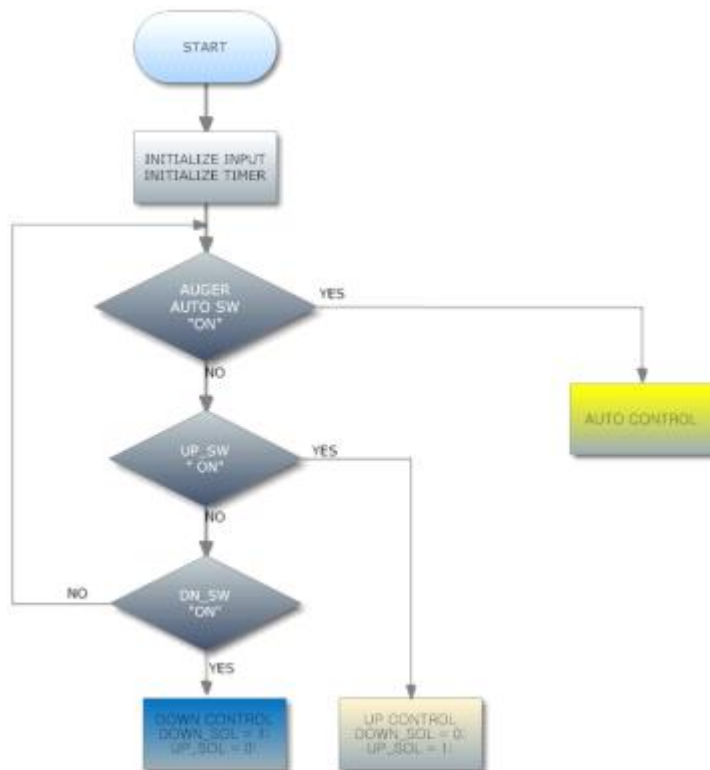 START
INITIALIZE INPUT
INITIALIZE TIMER
AUGER
AUTO SW
"ON"
YES
NO
AUTO CONTROL
UP_SW
" ON"
YES
NO
DN_SW
"ON"
NO
YES
DOWN CONTROL
DOWN_SOL = 1;
UP_SOL = 0;
UP CONTROL
DOWN_SOL = 0;
UP_SOL = 1;